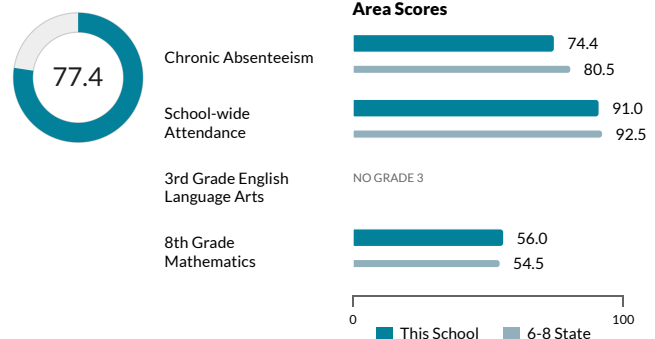 Area Scores
77.4
Chronic Absenteeism
74.4
80.5
School-wide
Attendance
91.0
92.5
3rd Grade English
Language Arts
NO GRADE 3
8th Grade
Mathematics
56.0
54.5
0
100
This School
6-8 State